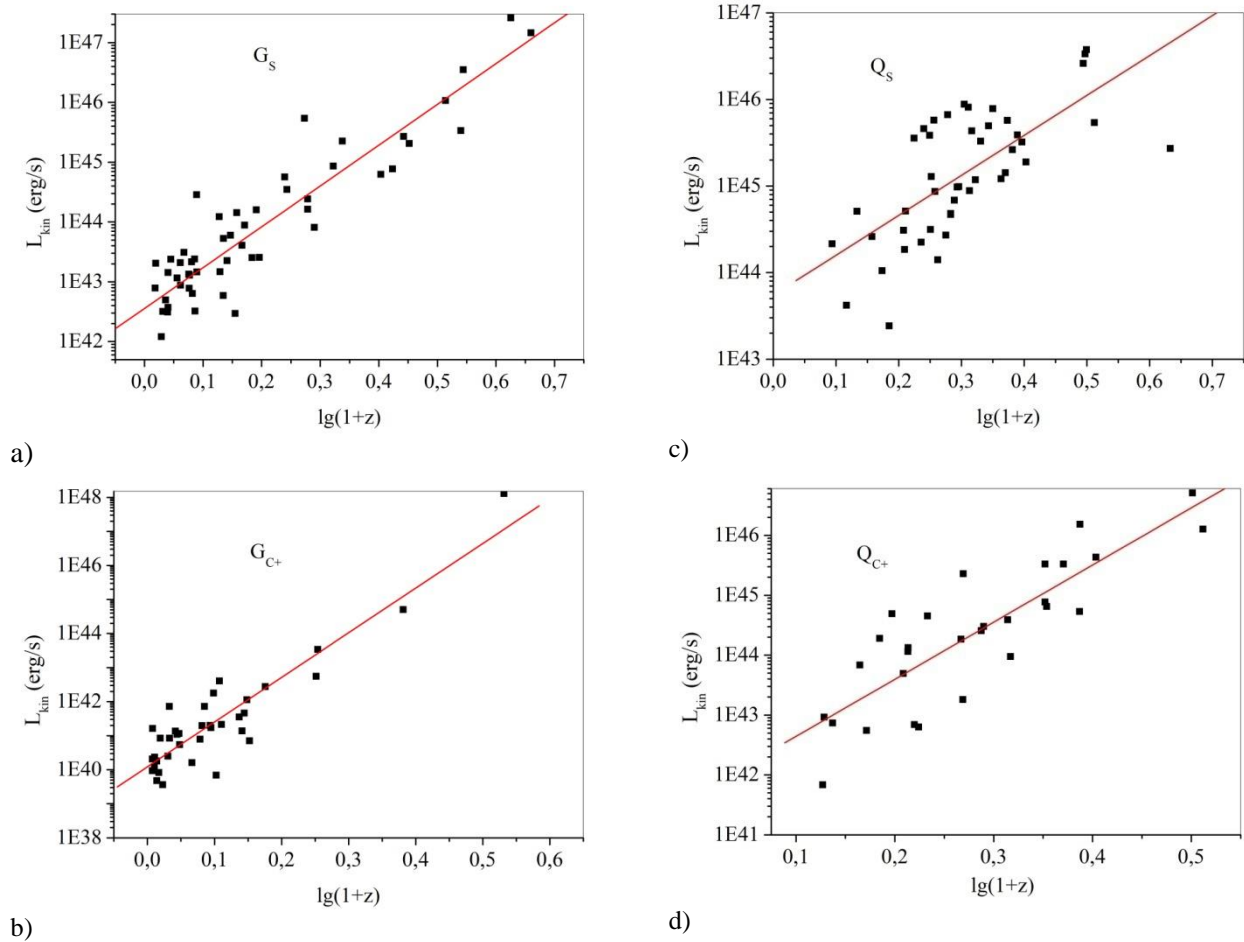 1E47
1E46
1E45
1E44
1E43
1E42
L_kin (erg/s)
G_S
0,0 0,1 0,2 0,3 0,4 0,5 0,6 0,7
lg(1+z)
a)
1E47
1E46
1E45
1E44
1E43
L_kin (erg/s)
Q_S
0,0 0,1 0,2 0,3 0,4 0,5 0,6 0,7
lg(1+z)
c)
1E48
1E46
1E44
1E42
1E40
1E38
L_kin (erg/s)
G_C+
0,0 0,1 0,2 0,3 0,4 0,5 0,6
lg(1+z)
b)
1E46
1E45
1E44
1E43
1E42
1E41
L_kin (erg/s)
Q_C+
0,1 0,2 0,3 0,4 0,5
lg(1+z)
d)